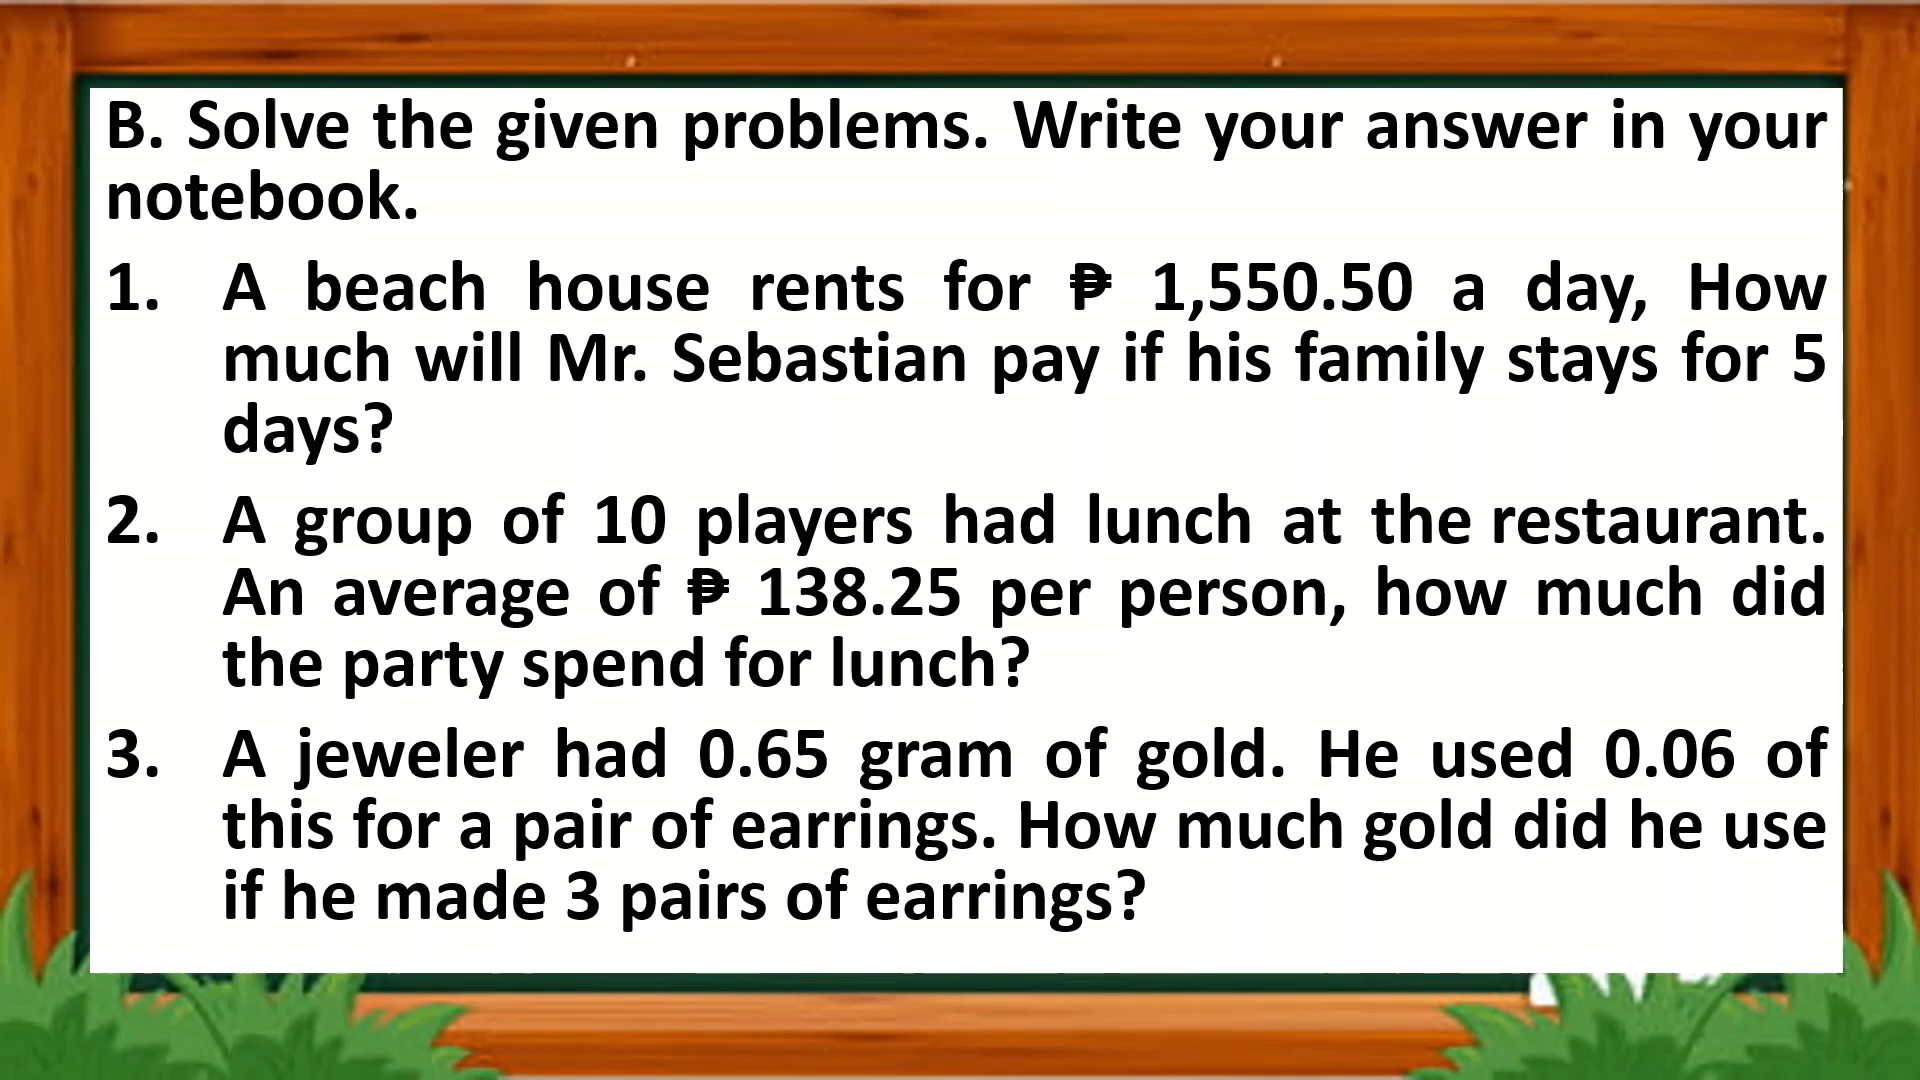 B. Solve the given problems. Write your answer in your
notebook.
1. A beach house rents for ₱ 1,550.50 a day, How
much will Mr. Sebastian pay if his family stays for 5
days?
2. A group of 10 players had lunch at the restaurant.
An average of ₱ 138.25 per person, how much did
the party spend for lunch?
3. A jeweler had 0.65 gram of gold. He used 0.06 of
this for a pair of earrings. How much gold did he use
if he made 3 pairs of earrings?